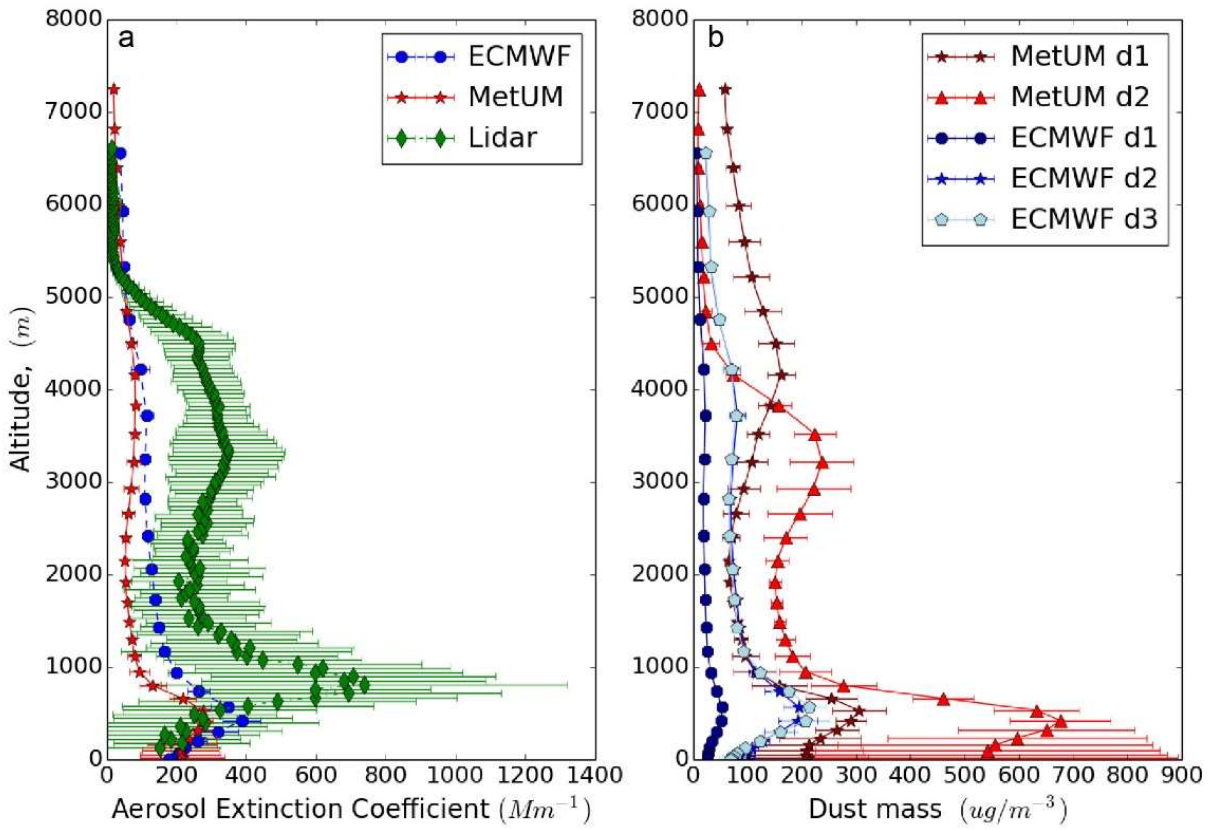 a
ECMWF
MetUM
Lidar
8000
7000
6000
5000
4000
3000
2000
1000
0
Altitude, (m)
0 200 400 600 800 1000 1200 1400
Aerosol Extinction Coefficient (Mm⁻¹)
b
MetUM d1
MetUM d2
ECMWF d1
ECMWF d2
ECMWF d3
8000
7000
6000
5000
4000
3000
2000
1000
0
0 100 200 300 400 500 600 700 800 900
Dust mass (ug/m⁻³)